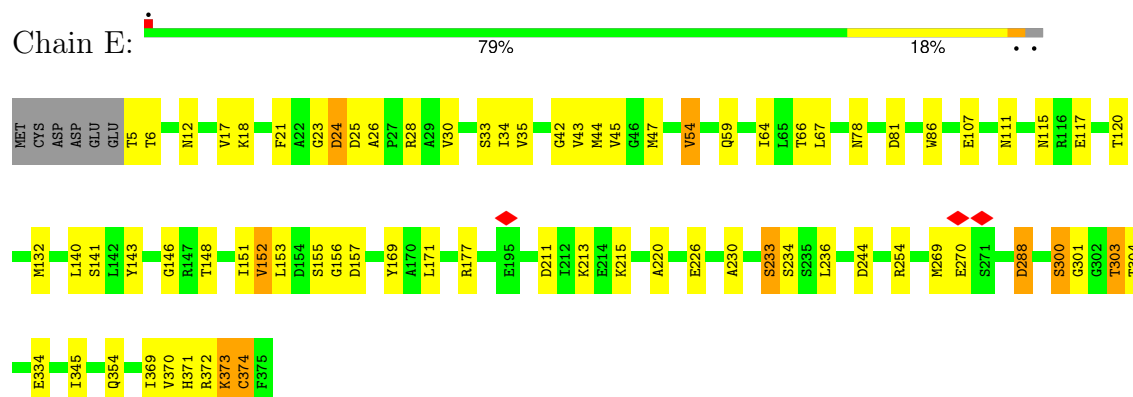 Chain E:
79% 18%
MET CYS ASP ASP GLU GLU T5 T6 N12 V17 K18 F21 A22 G23 D24 D25 A26 P27 R28 A29 V30 S33 I34 V35 G42 V43 M44 V45 G46 M47 V54 Q59 I64 L65 T66 L67 N78 D81 W86 E107 N111 N115 R116 E117 T120
M132 L140 S141 L142 Y143 G146 R147 T148 I151 V152 L153 D154 S155 G156 D157 Y169 A170 L171 R177 E195 D211 I212 K213 E214 K215 A220 E226 A230 S233 S234 S235 L236 D244 R254 M269 E270 S271 D288 S300 G301 G302 T303
E334 I345 Q354 I369 V370 H371 R372 K373 C374 F375